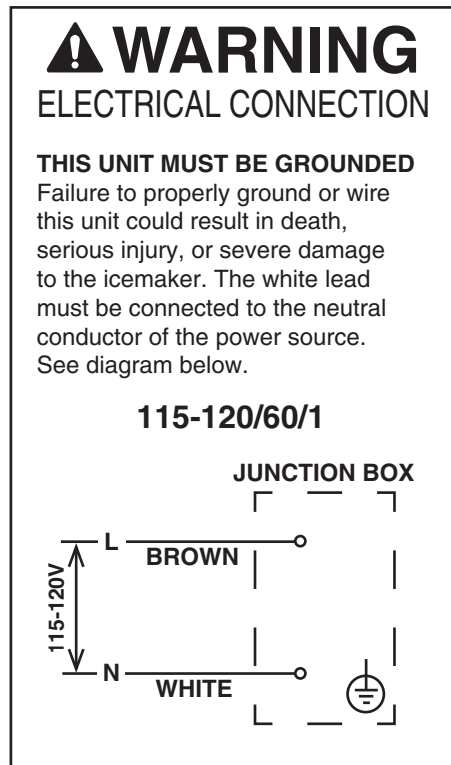 WARNING
ELECTRICAL CONNECTION
THIS UNIT MUST BE GROUNDED
Failure to properly ground or wire
this unit could result in death,
serious injury, or severe damage
to the icemaker. The white lead
must be connected to the neutral
conductor of the power source.
See diagram below.
115-120/60/1
JUNCTION BOX
L
BROWN
115-120V
N
WHITE